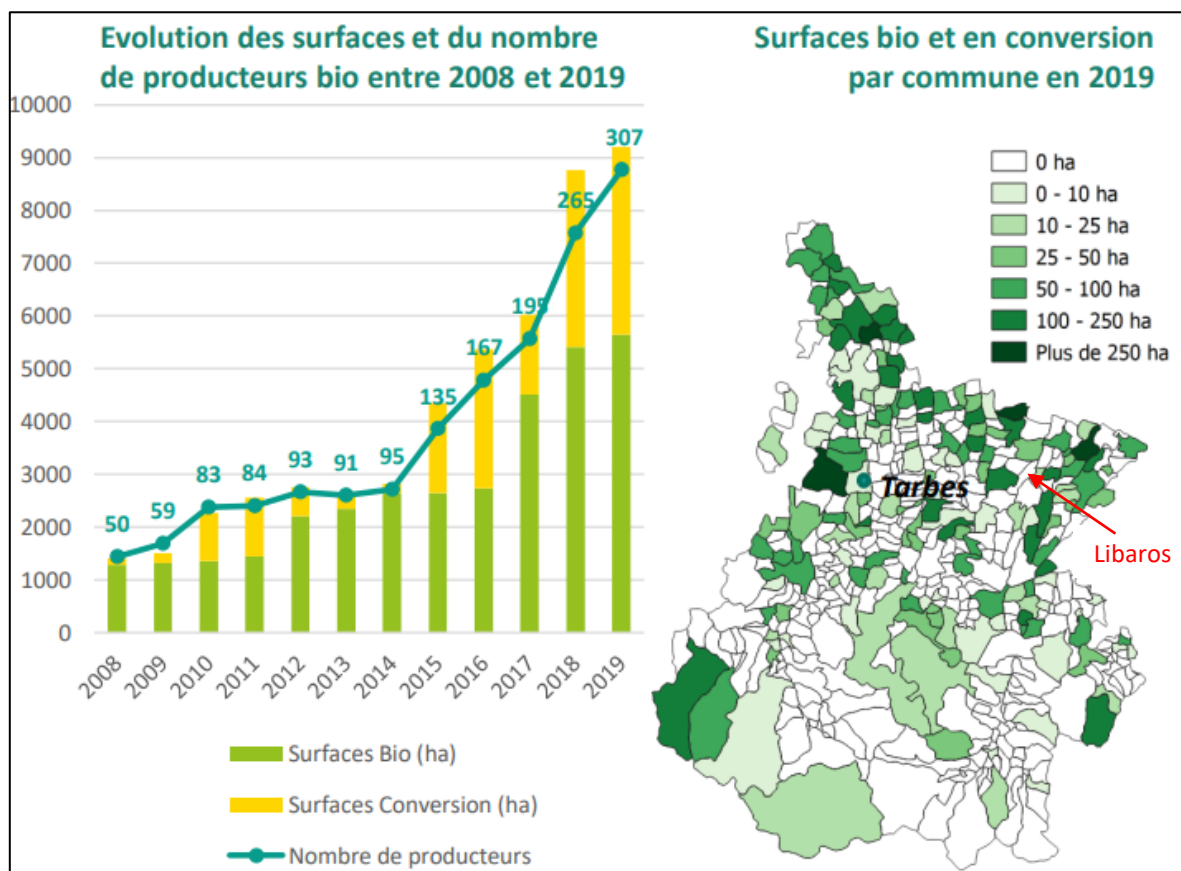 Evolution des surfaces et du nombre
de producteurs bio entre 2008 et 2019
10000
9000
8000
7000
6000
5000
4000
3000
2000
1000
0
50
59
83
84
93
91
95
135
167
195
265
307
2008
2009
2010
2011
2012
2013
2014
2015
2016
2017
2018
2019
Surfaces Bio (ha)
Surfaces Conversion (ha)
Nombre de producteurs
Surfaces bio et en conversion
par commune en 2019
0 ha
0 - 10 ha
10 - 25 ha
25 - 50 ha
50 - 100 ha
100 - 250 ha
Plus de 250 ha
Tarbes
Libaros